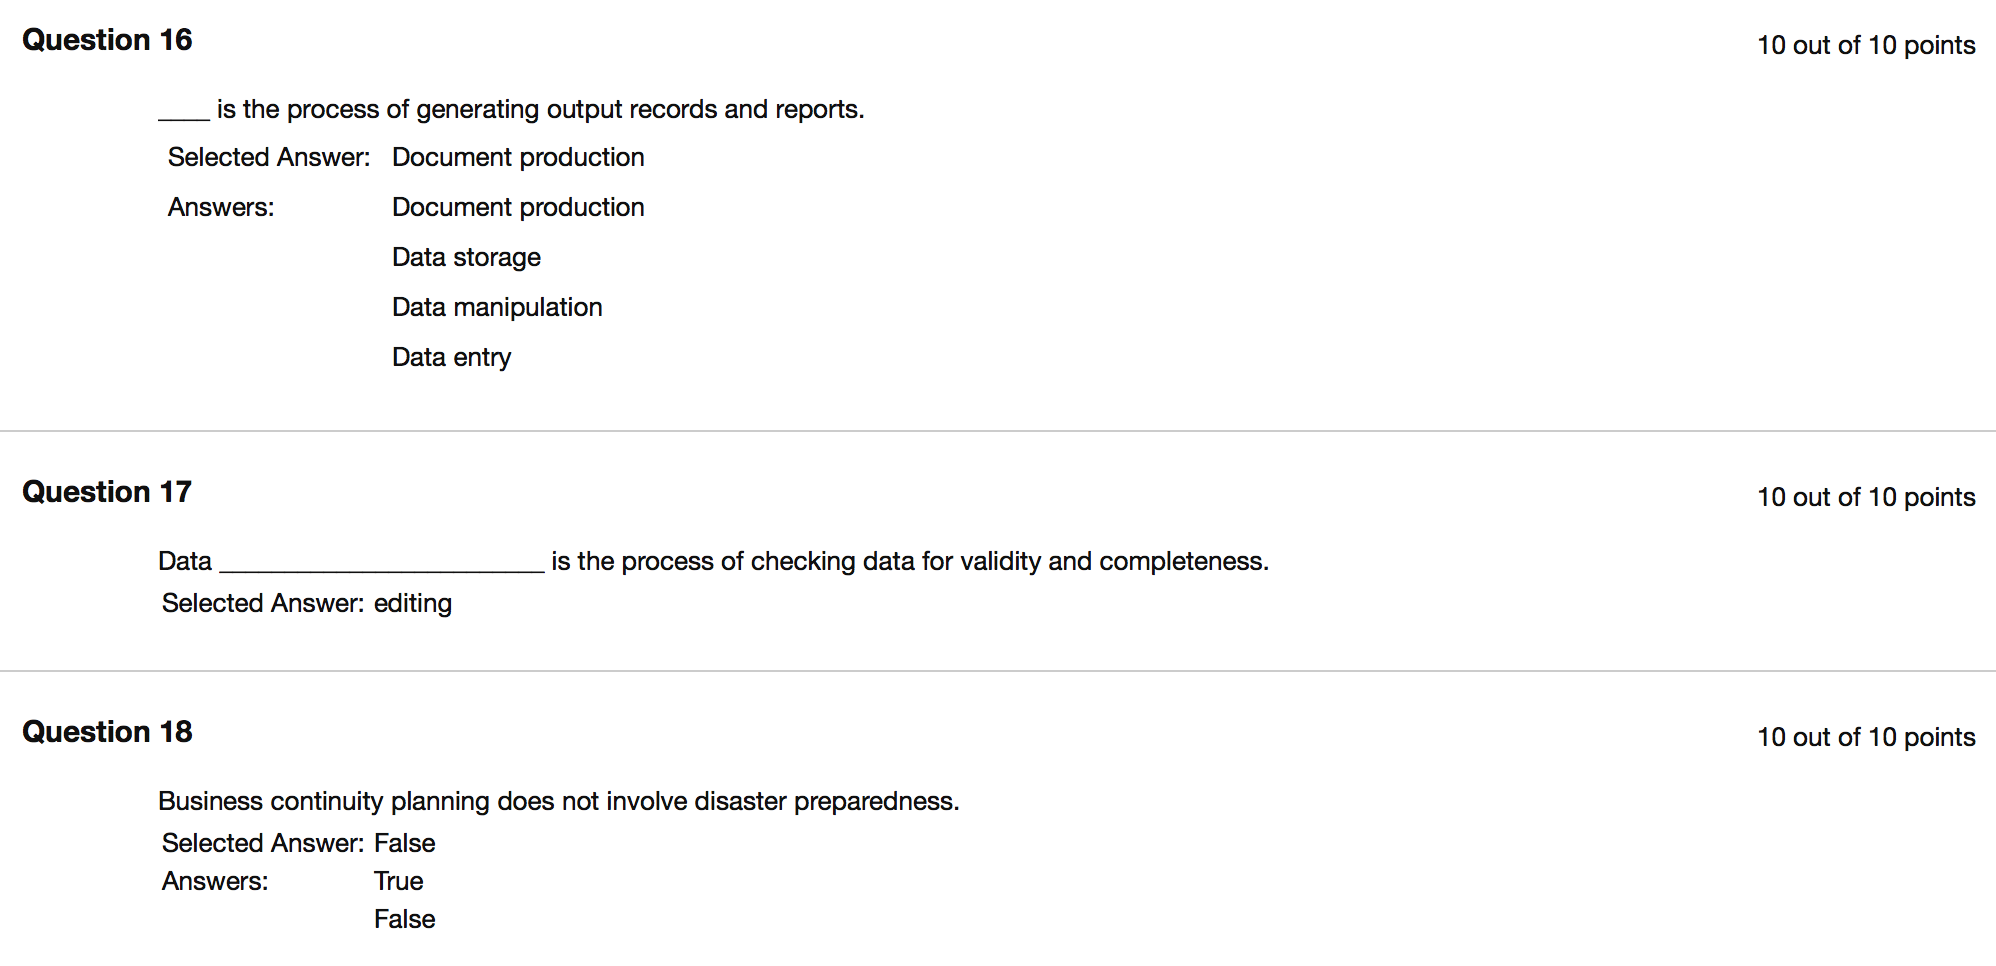 Question 16
10 out of 10 points
____ is the process of generating output records and reports.
Selected Answer: Document production
Answers: Document production
Data storage
Data manipulation
Data entry
Question 17
10 out of 10 points
Data _________________________ is the process of checking data for validity and completeness.
Selected Answer: editing
Question 18
10 out of 10 points
Business continuity planning does not involve disaster preparedness.
Selected Answer: False
Answers: True
False